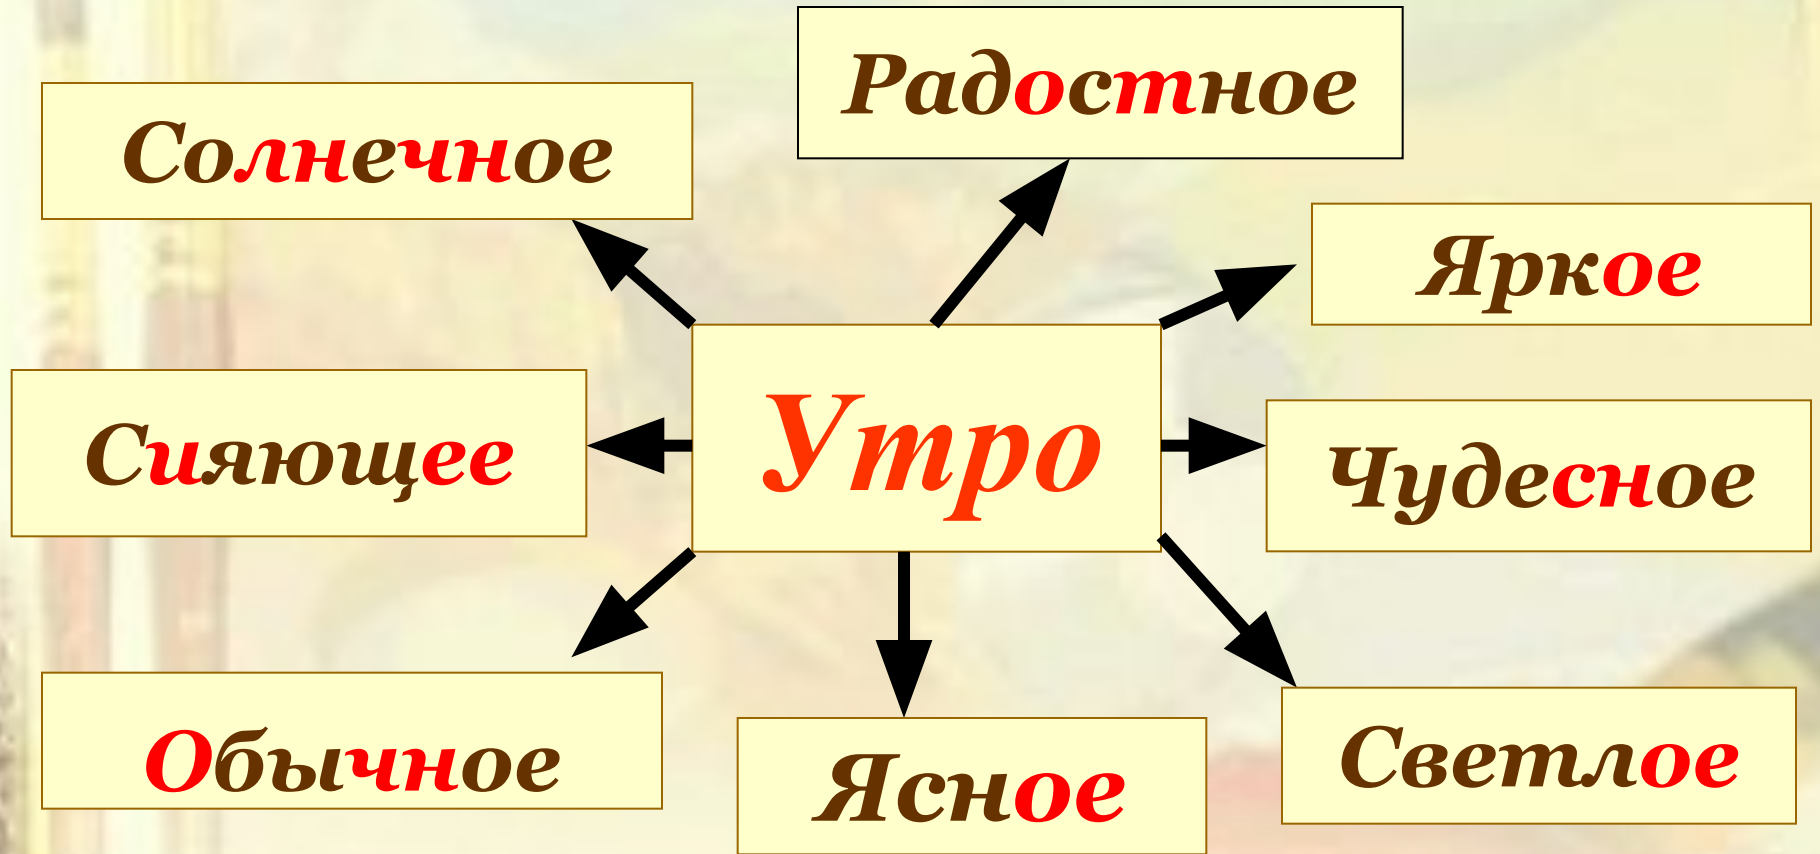 Радостное
Солнечное
Яркое
Утро
Сияющее
Чудесное
Обычное
Ясное
Светлое